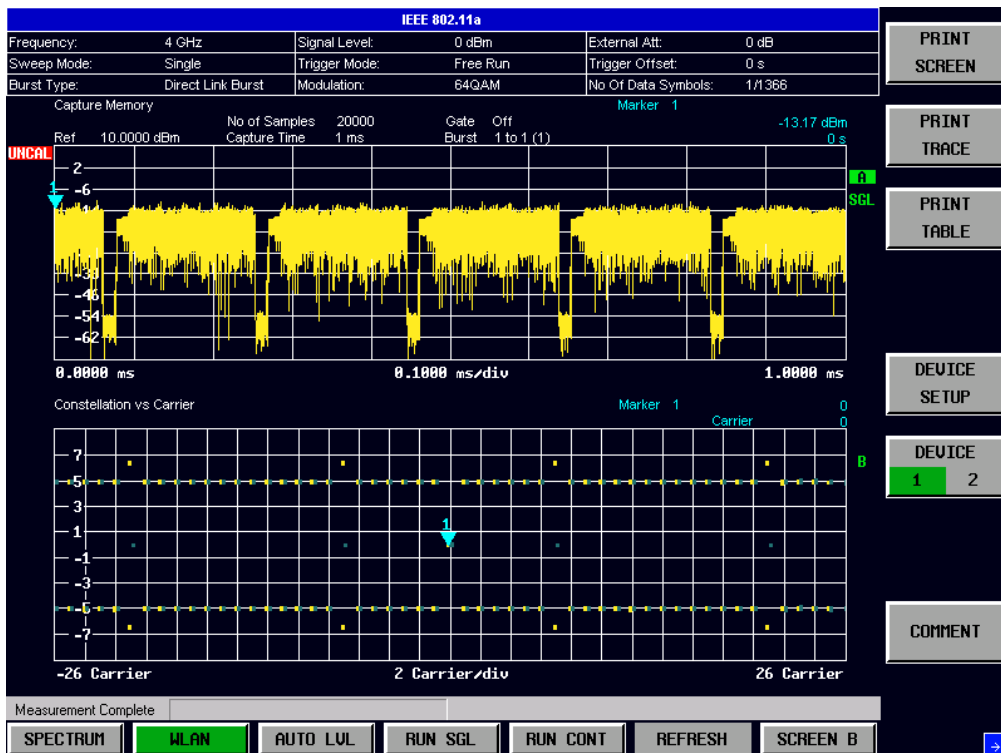 IEEE 802.11a
Frequency: 4 GHz Signal Level: 0 dBm External Att: 0 dB
Sweep Mode: Single Trigger Mode: Free Run Trigger Offset: 0 s
Burst Type: Direct Link Burst Modulation: 64QAM No Of Data Symbols: 1/1366
Capture Memory Marker 1
No of Samples 20000 Gate Off -13.17 dBm
Ref 10.0000 dBm Capture Time 1 ms Burst 1 to 1 (1) 0 s
UNCAL
2
A
1
-6
SGL
-38
-46
-54
-62
0.0000 ms 0.1000 ms/div 1.0000 ms
Constellation vs Carrier Marker 1 0
Carrier 0
7
B
5
3
1
1
-1
-3
-5
-7
-26 Carrier 2 Carrier/div 26 Carrier
Measurement Complete
SPECTRUM WLAN AUTO LVL RUN SGL RUN CONT REFRESH SCREEN B
PRINT
SCREEN
PRINT
TRACE
PRINT
TABLE
DEVICE
SETUP
DEVICE
1 2
COMMENT